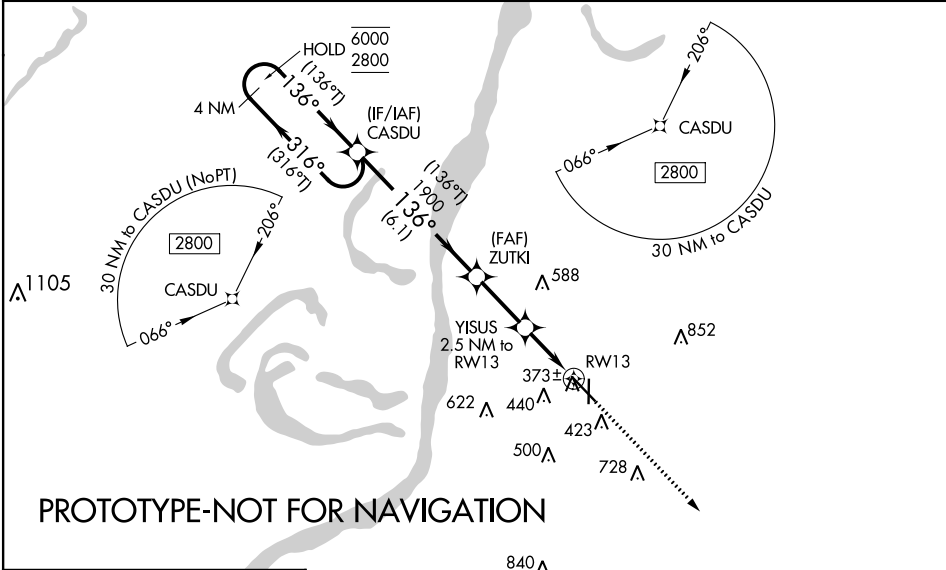 HOLD
6000
2800
4 NM
136°
(136°T)
(IF/IAF)
CASDU
316°
(316°T)
(136°T)
1900
136°
(6.1)
206°
066°
CASDU
2800
30 NM to CASDU
30 NM to CASDU (NoPT)
206°
2800
CASDU
066°
1105
(FAF)
ZUTKI
588
YISUS
2.5 NM to
RW13
852
RW13
373±
440
622
423
500
728
PROTOTYPE-NOT FOR NAVIGATION
840